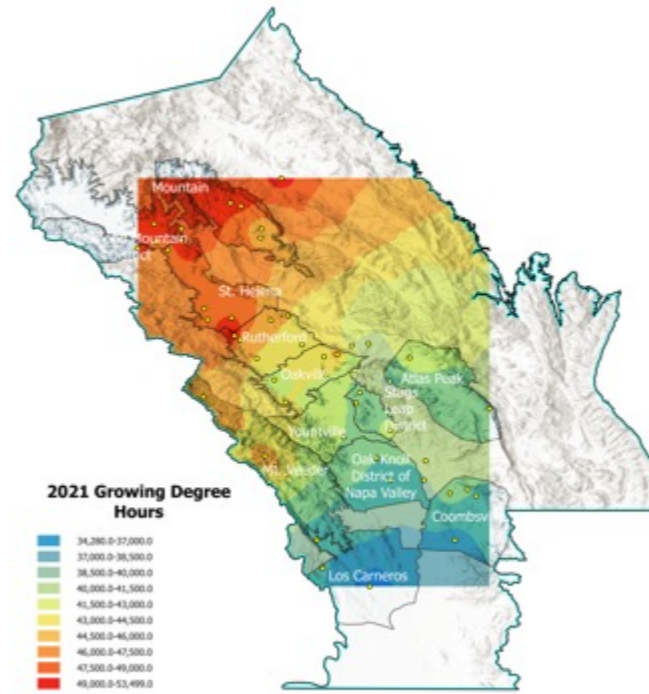 Mountain
Mountain
St. Helena
Rutherford
Oakvill
Atlas Peak
Stags
Leap
District
Yountville
Oak Knoll
District of
Napa Valley
Mt. Veeder
Coombsv
Los Carneros
2021 Growing Degree
Hours
34,280.0-37,000.0
37,000.0-38,500.0
38,500.0-40,000.0
40,000.0-41,500.0
41,500.0-43,000.0
43,000.0-44,500.0
44,500.0-46,000.0
46,000.0-47,500.0
47,500.0-49,000.0
49,000.0-53,499.0